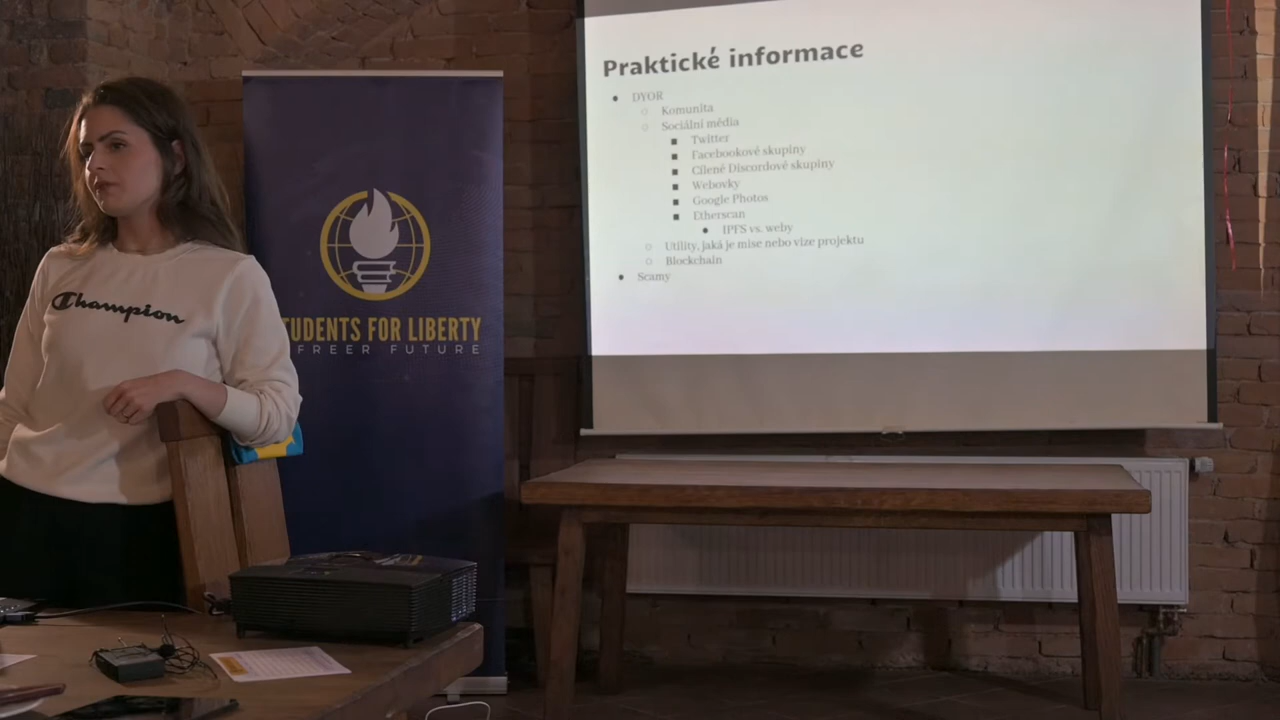 Praktické informace
DYOR
Komunita
Sociální média
Twitter
Facebookové skupiny
Cílené Discordové skupiny
Webovky
Google Photos
Etherscan
IPFS vs. weby
Utility, jaká je mise nebo vize projektu
Blockchain
Scamy
Champion
TUDENTS FOR LIBERTY
FREER FUTURE